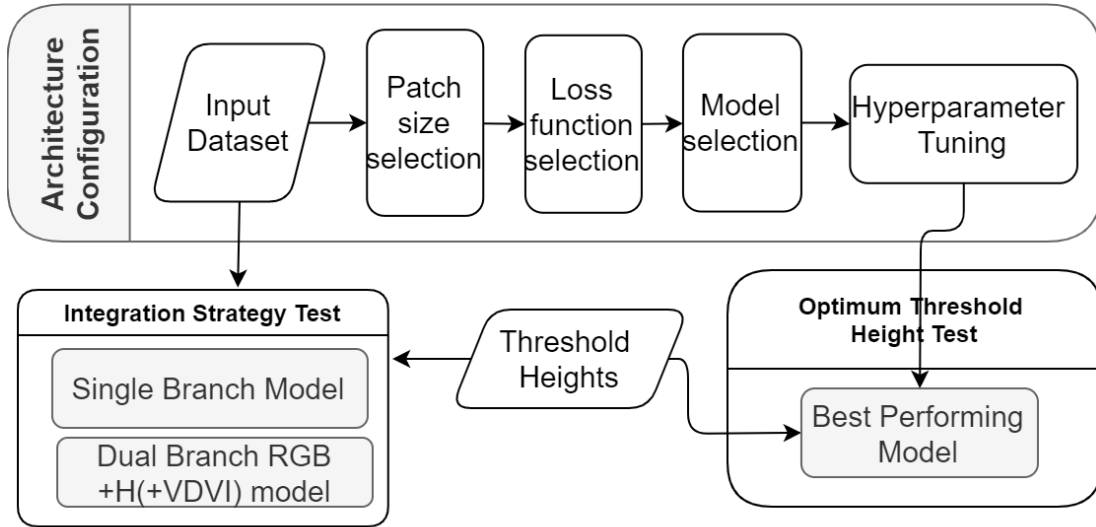 Architecture
Configuration
Input
Dataset
Patch
size
selection
Loss
function
selection
Model
selection
Hyperparameter
Tuning
Integration Strategy Test
Single Branch Model
Dual Branch RGB
+H(+VDVI) model
Threshold
Heights
Optimum Threshold
Height Test
Best Performing
Model